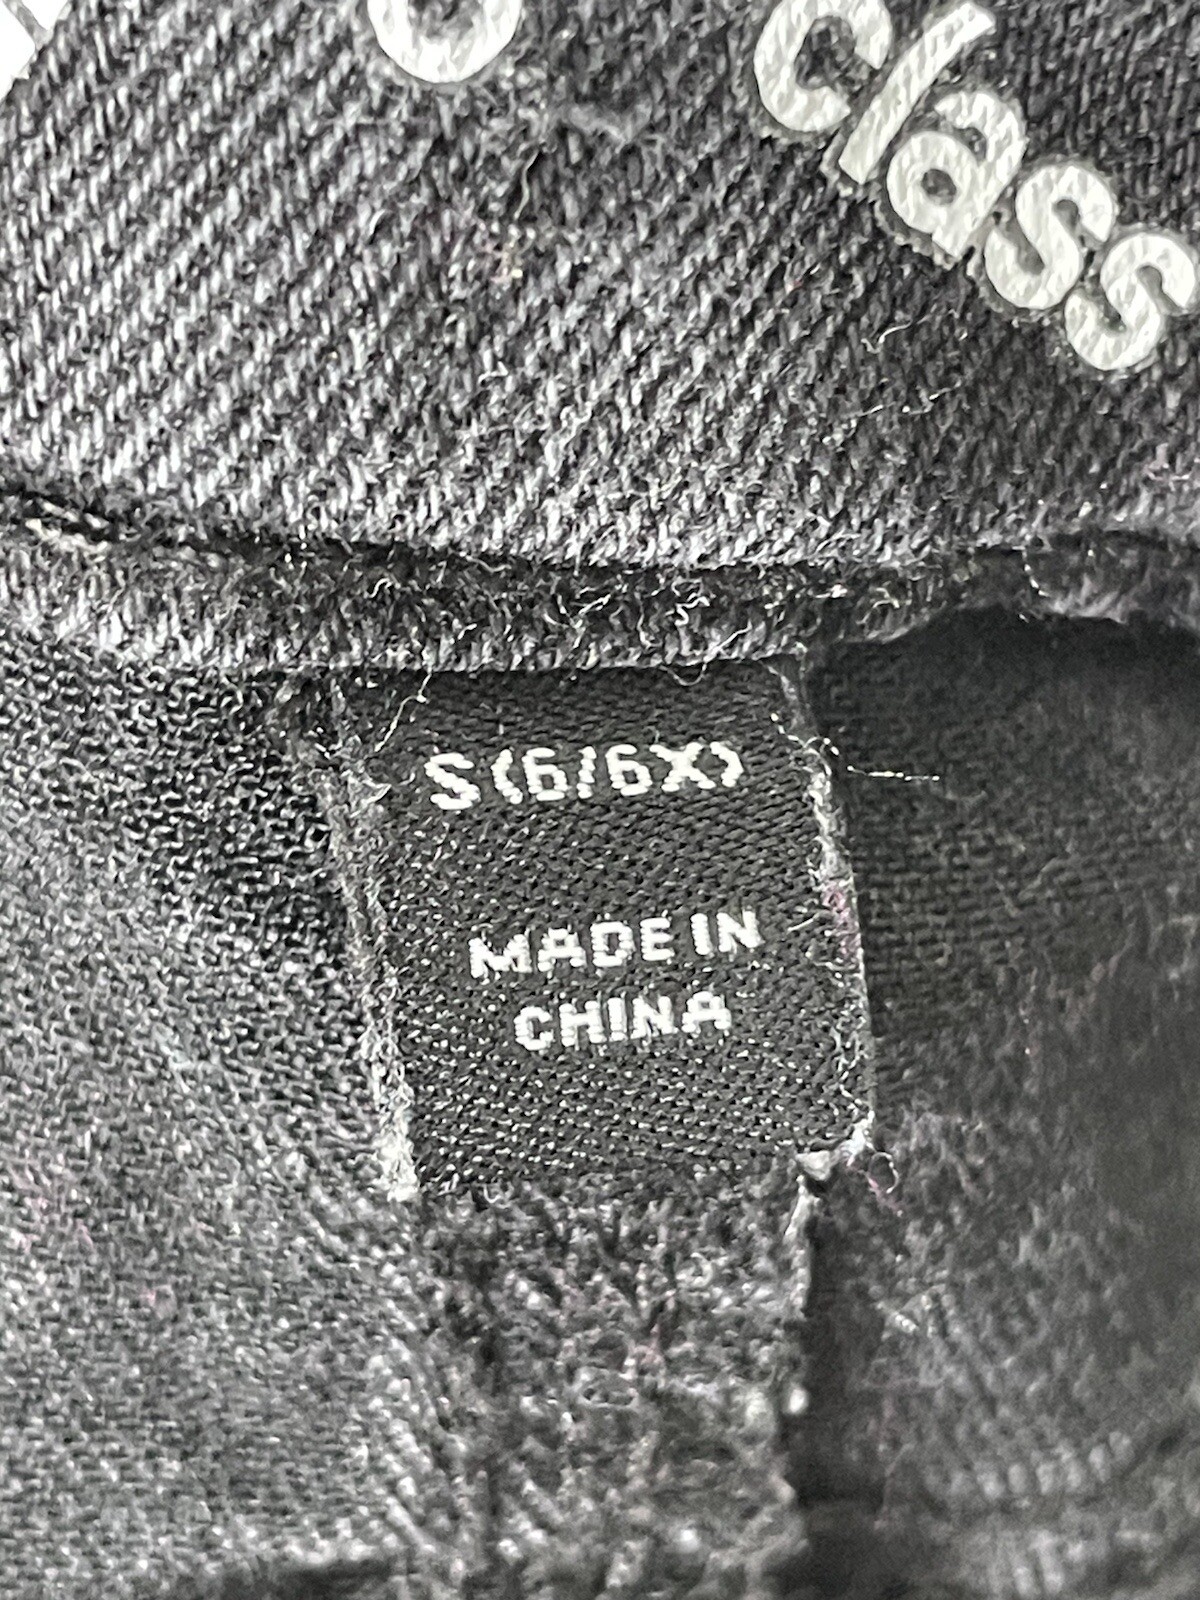 class
S(6/6X)
MADE IN
CHINA